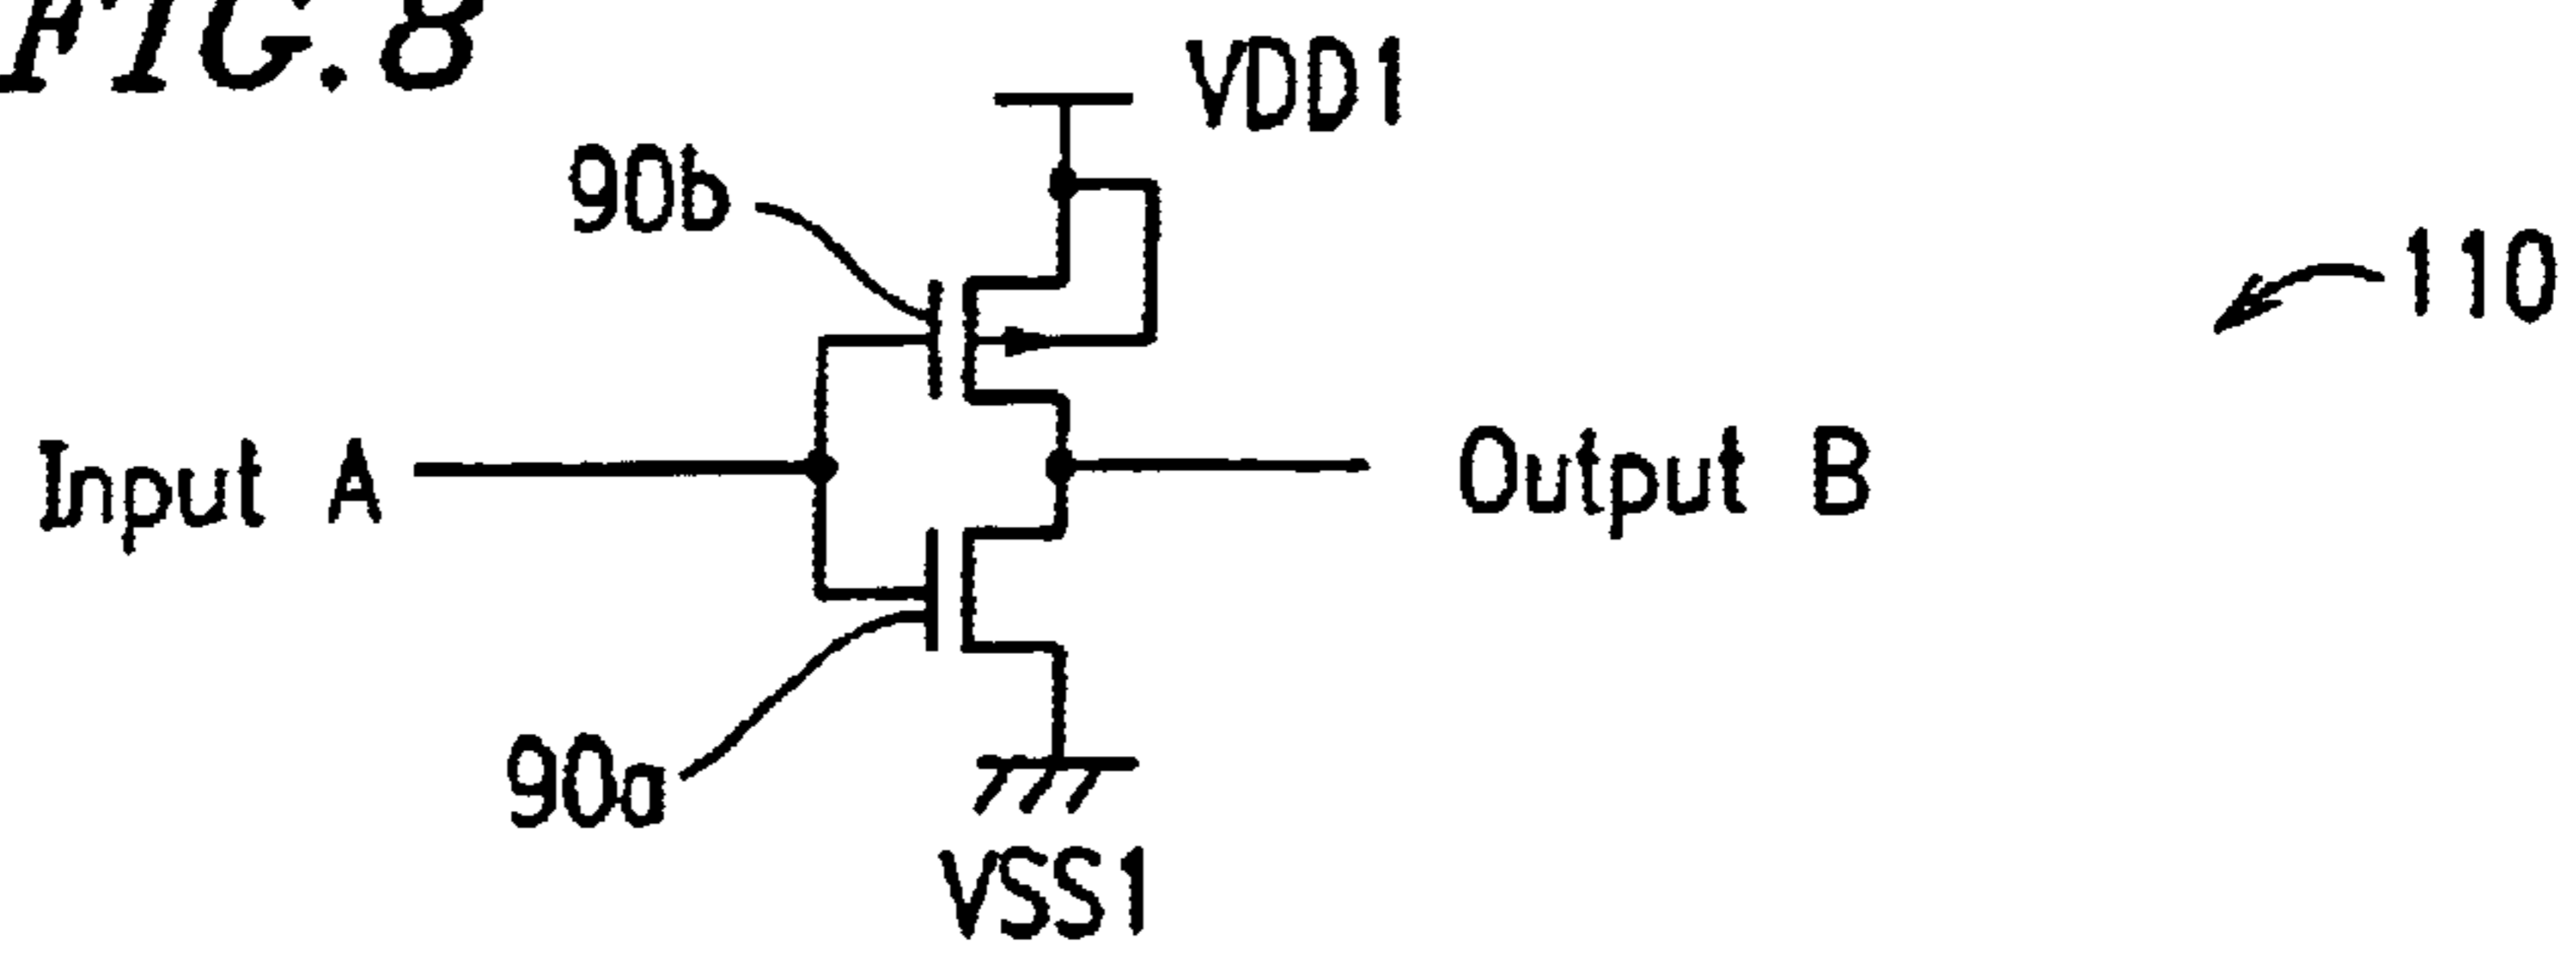 FIG. 8
VDD1
90b
110
Input A
Output B
90a
VSS1